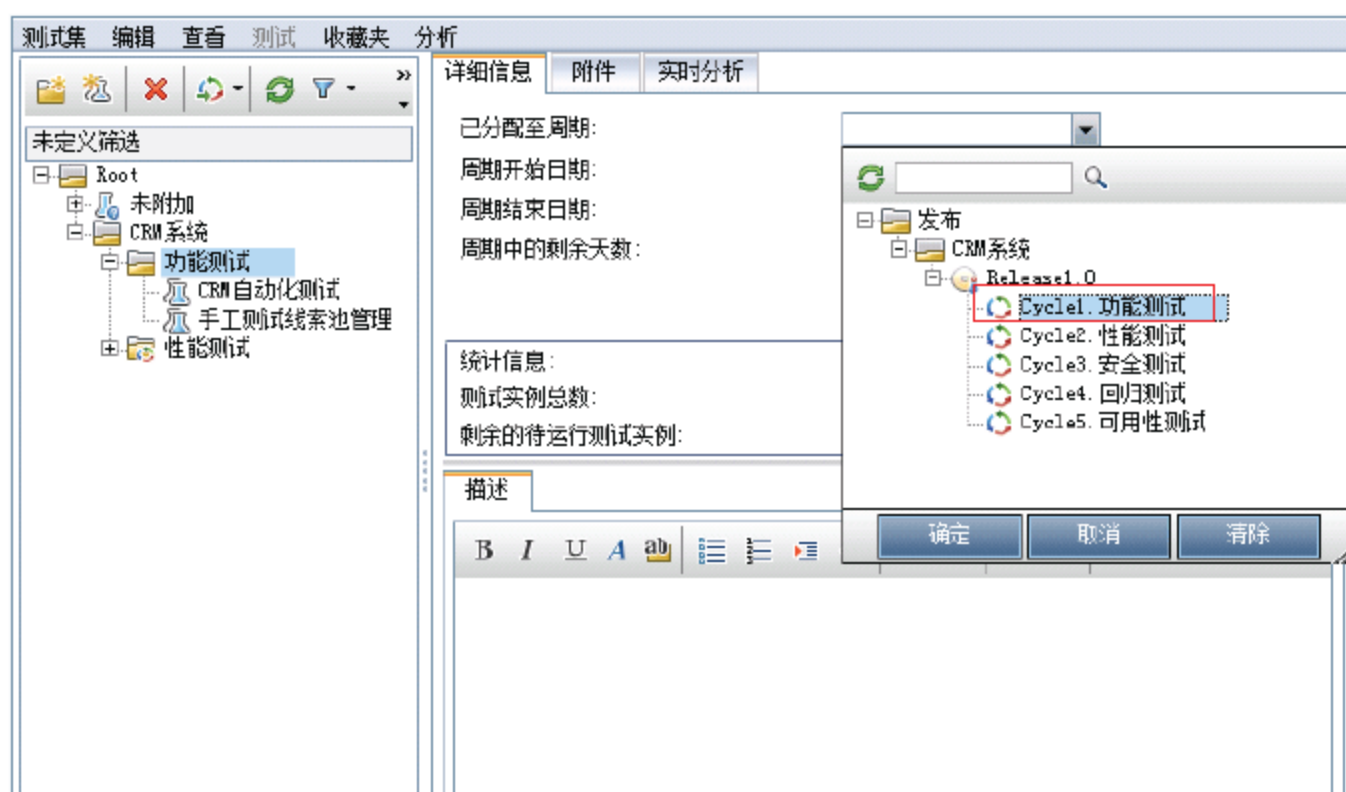 测试集 编辑 查看 测试 收藏夹 分析
未定义筛选
Root
未附加
CRM系统
功能测试
CRM自动化测试
手工测试线索池管理
性能测试
详细信息 附件 实时分析
已分配至周期:
周期开始日期:
周期结束日期:
周期中的剩余天数:
统计信息:
测试实例总数:
剩余的待运行测试实例:
描述
B I U A ab
发布
CRM系统
Release1.0
Cycle1.功能测试
Cycle2.性能测试
Cycle3.安全测试
Cycle4.回归测试
Cycle5.可用性测试
确定 取消 清除